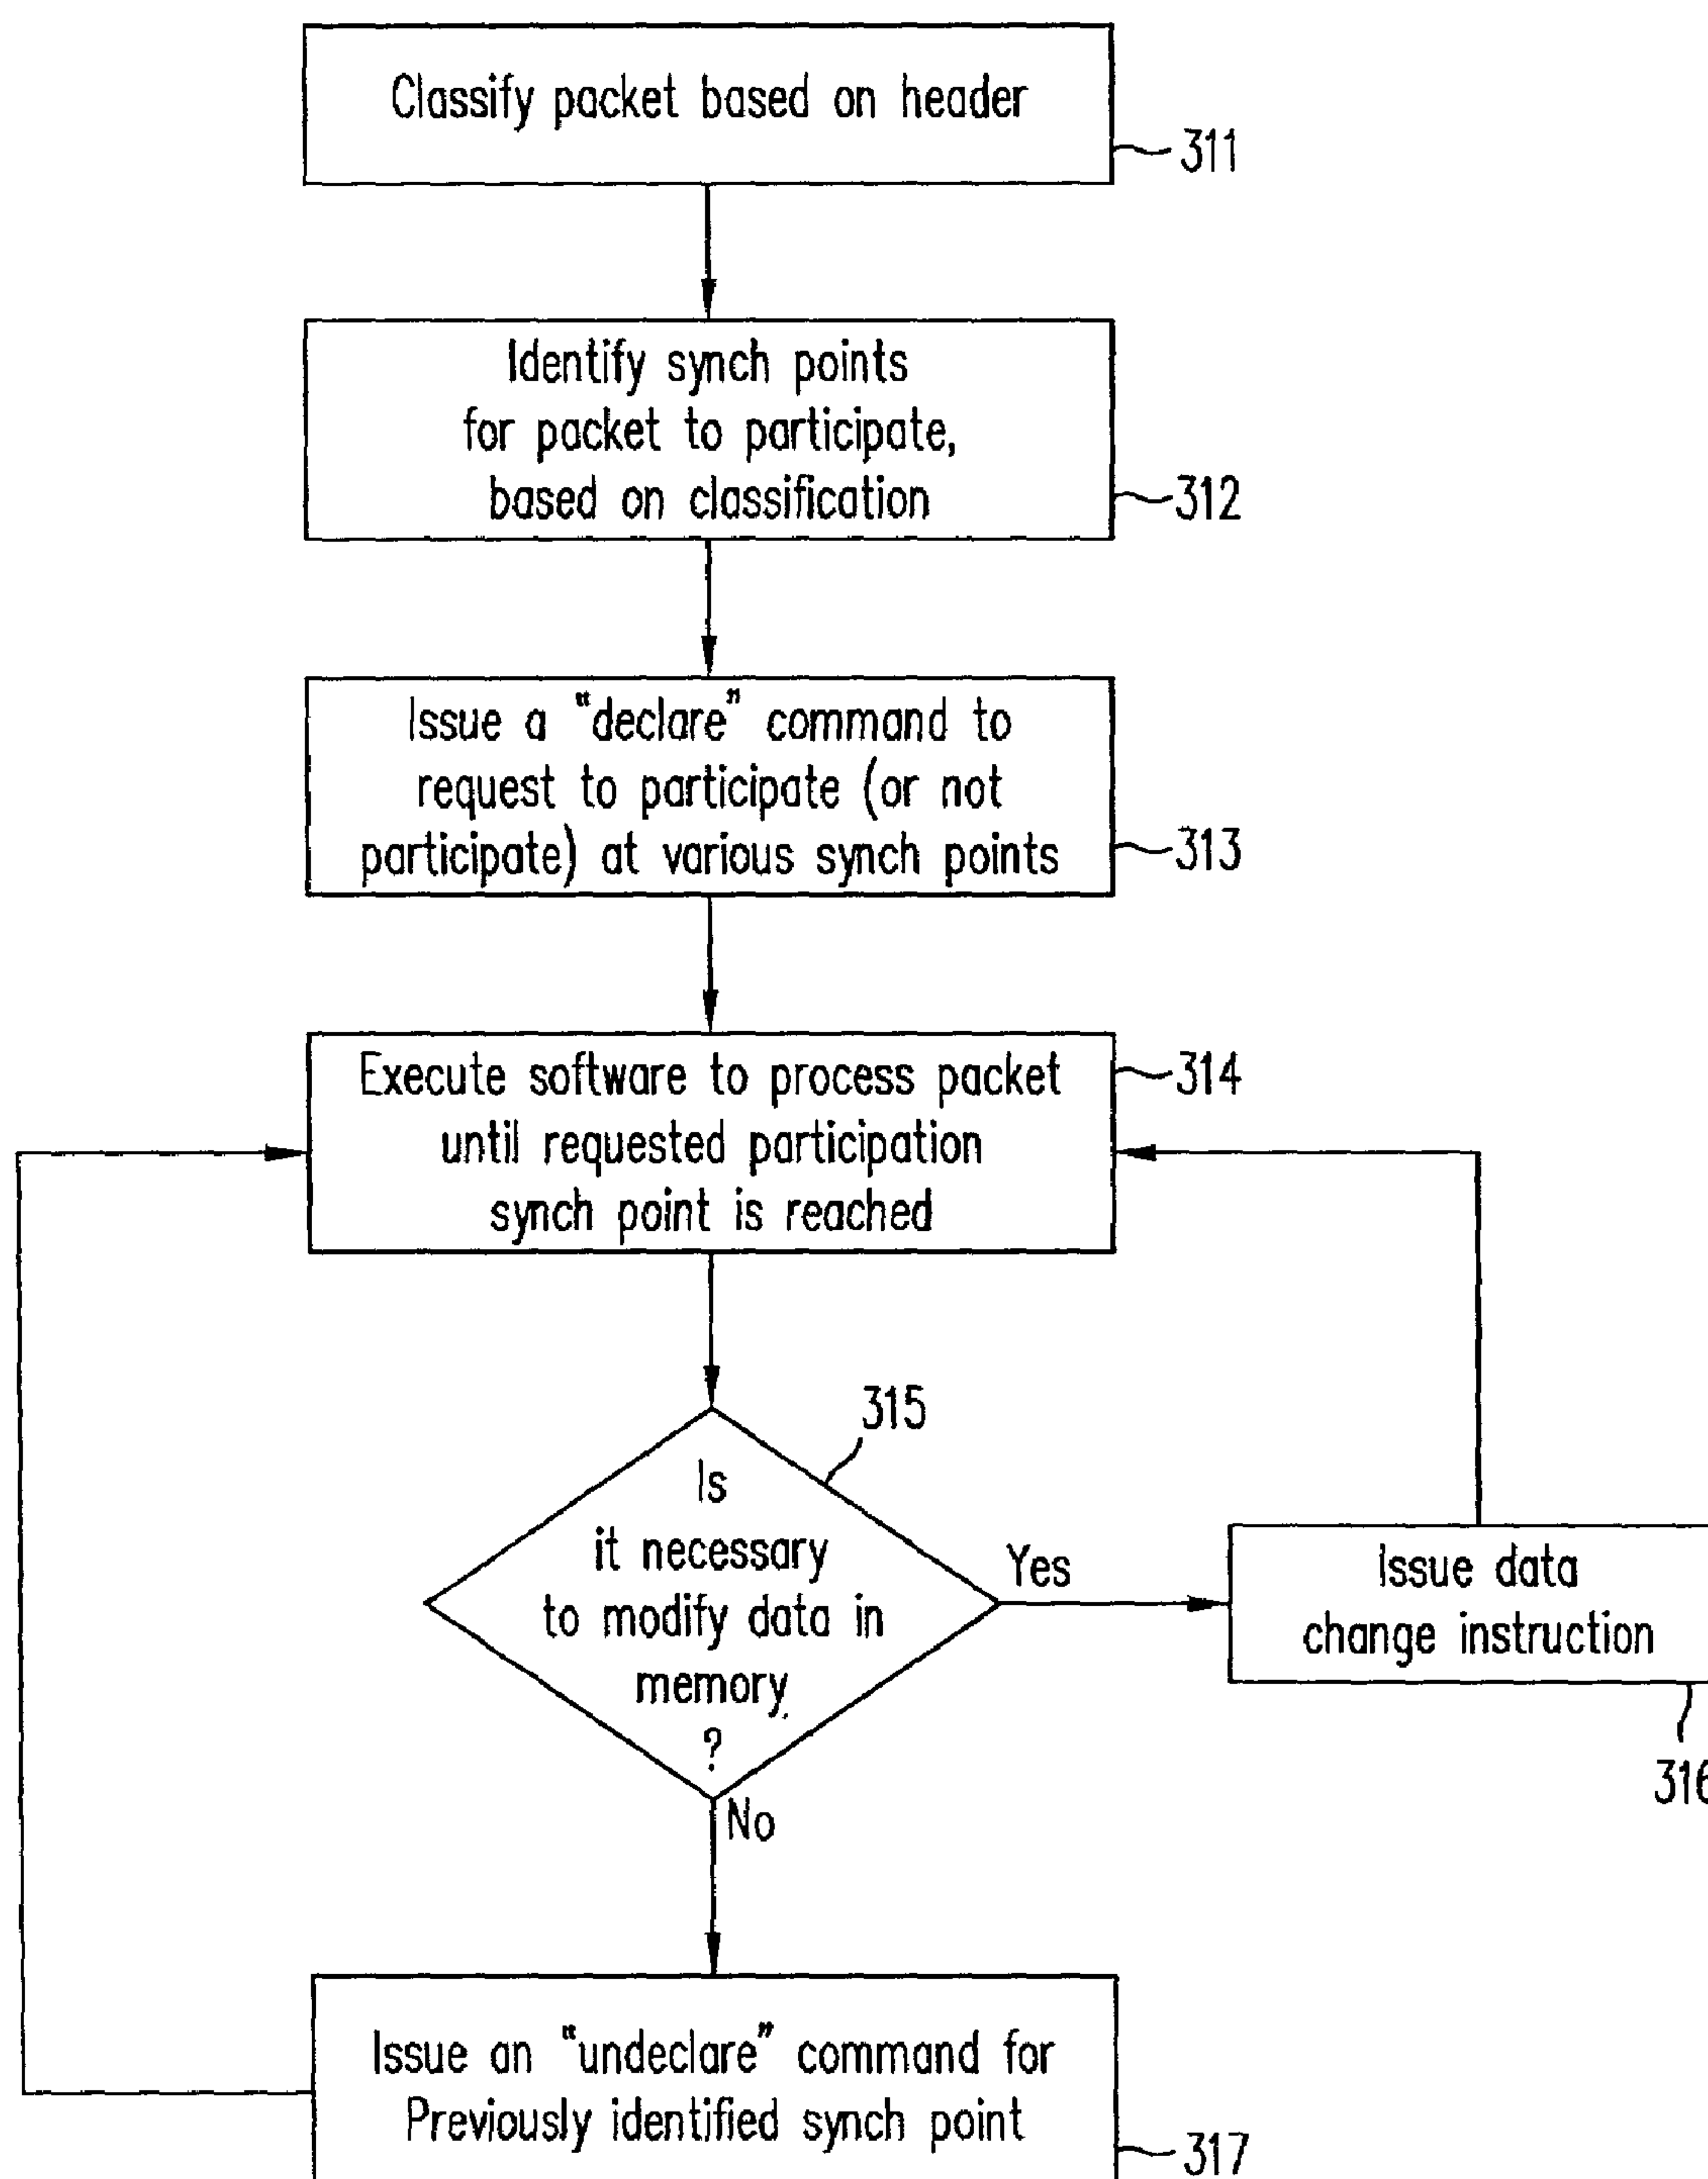 Classify packet based on header
311
Identify synch points
for packet to participate,
based on classification
312
Issue a "declare" command to
request to participate (or not
participate) at various synch points
313
Execute software to process packet
until requested participation
synch point is reached
314
315
Is
it necessary
to modify data in
memory
?
Yes
No
Issue data
change instruction
316
Issue an "undeclare" command for
Previously identified synch point
317